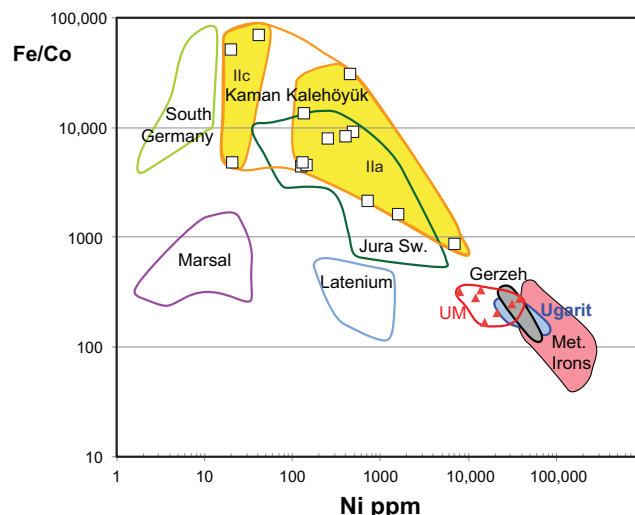 100,000
Fe/Co
IIc
Kaman Kalehöyük
South
Germany
10,000
IIa
1000
Marsal
Jura Sw.
Latenium
Gerzeh
UM
Ugarit
Met.
Irons
100
10
1
10
100
1000
10,000
100,000
Ni ppm